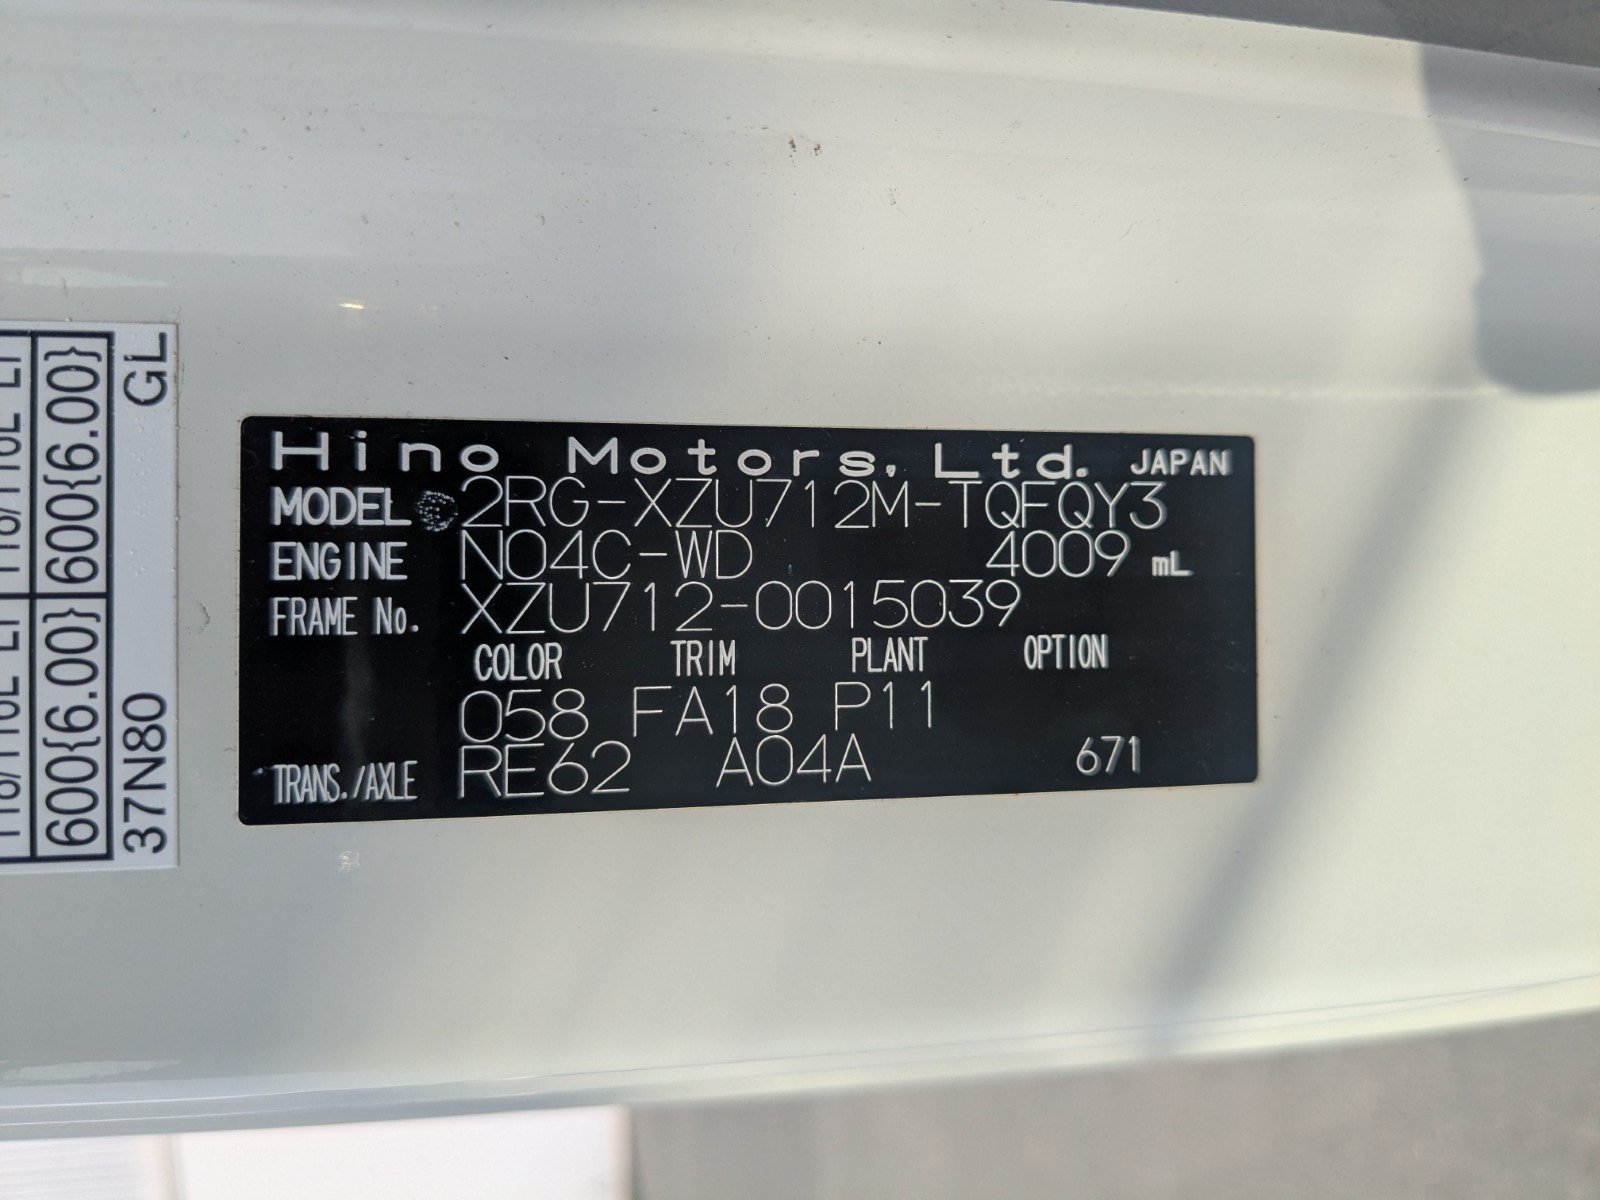 Hino Motors, Ltd. JAPAN
MODEL 2RG-XZU712M-TQFQY3
ENGINE N04C-WD 4009 mL
FRAME No. XZU712-0015039
COLOR TRIM PLANT OPTION
058 FA18 P11
TRANS./AXLE RE62 A04A 671
600{6.00} 600{6.00}
37N80 GL